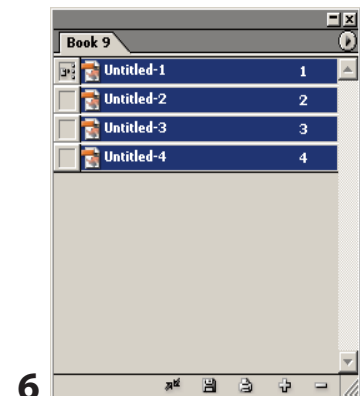 Book 9
Untitled-1 1
Untitled-2 2
Untitled-3 3
Untitled-4 4
6